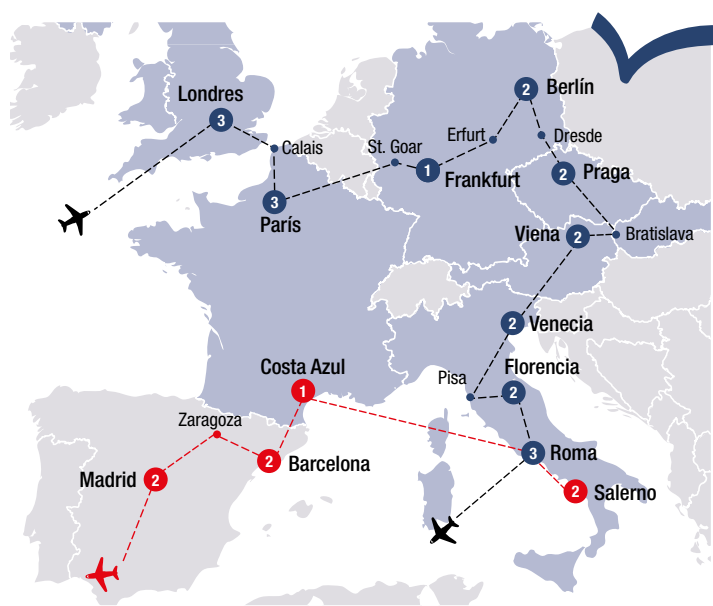 Londres
3
Calais
3
París
St. Goar
1
Frankfurt
Erfurt
2
Berlín
Dresde
2
Praga
Viena
2
Bratislava
2
Venecia
Pisa
Florencia
2
3
Roma
2
Salerno
Costa Azul
1
Zaragoza
2
Barcelona
Madrid
2